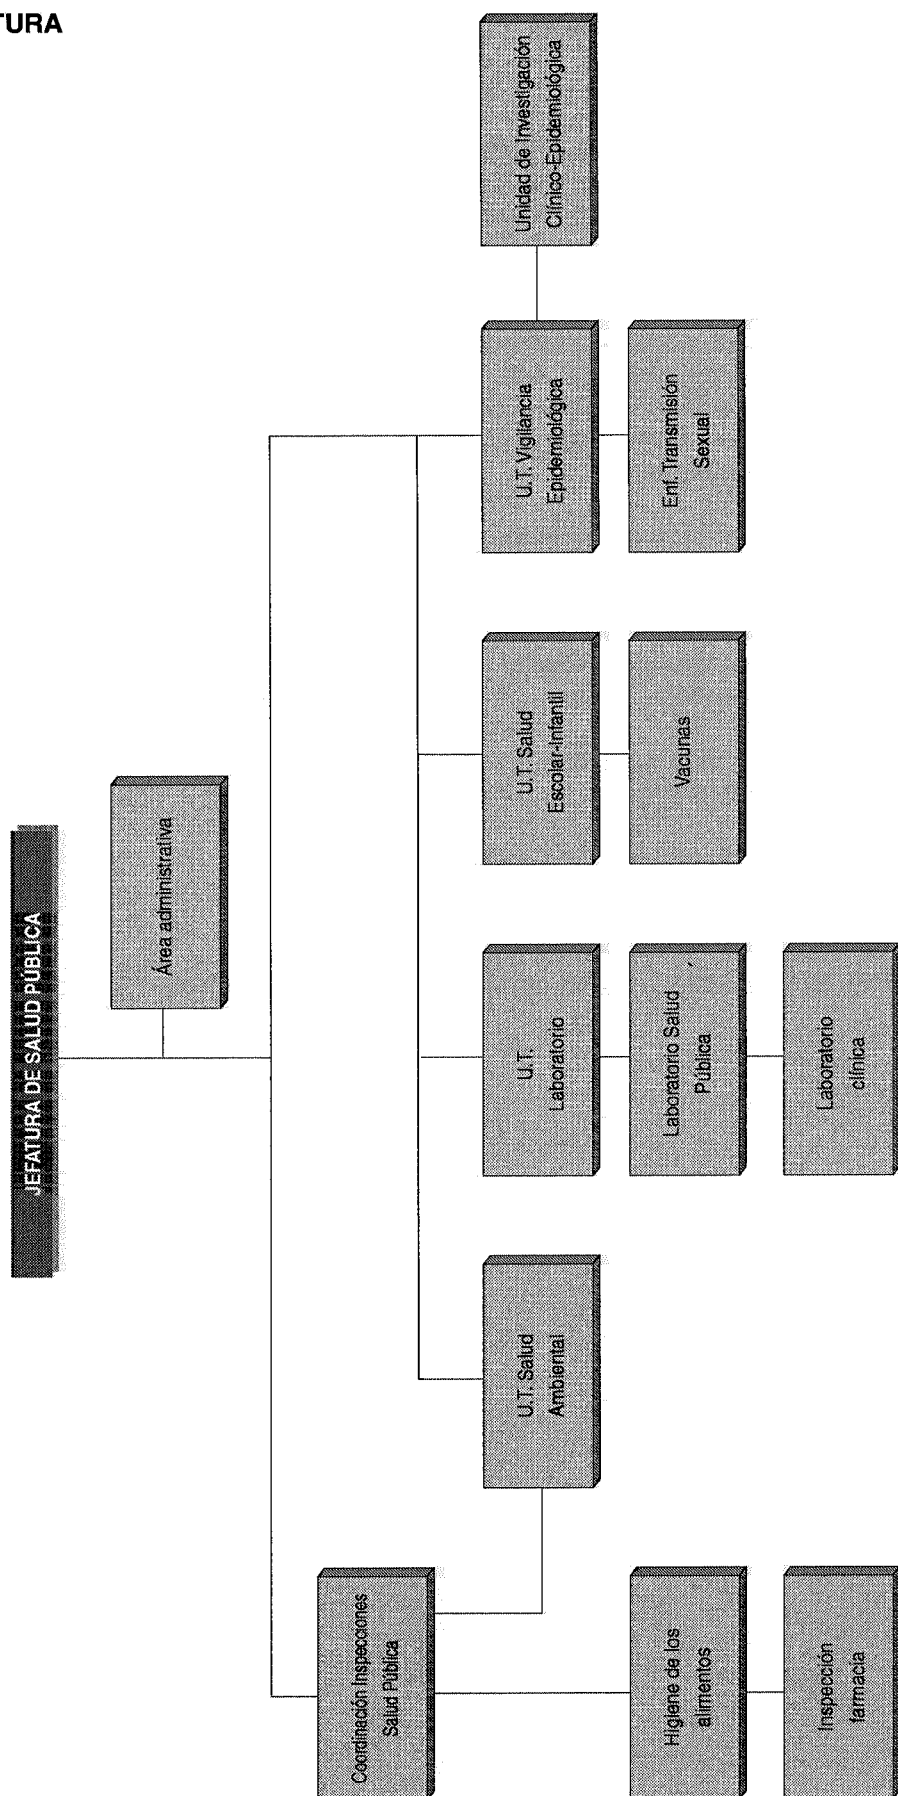 TURA
JEFATURA DE SALUD PÚBLICA
Área administrativa
Coordinación Inspecciones
Salud Pública
U.T. Salud
Ambiental
U.T.
Laboratorio
U.T. Salud
Escolar-Infantil
U.T. Vigilancia
Epidemiológica
Unidad de Investigación
Clínico-Epidemiológica
Higiene de los
alimentos
Laboratorio Salud
Pública
Vacunas
Enf. Transmisión
Sexual
Inspección
farmacia
Laboratorio
clínica